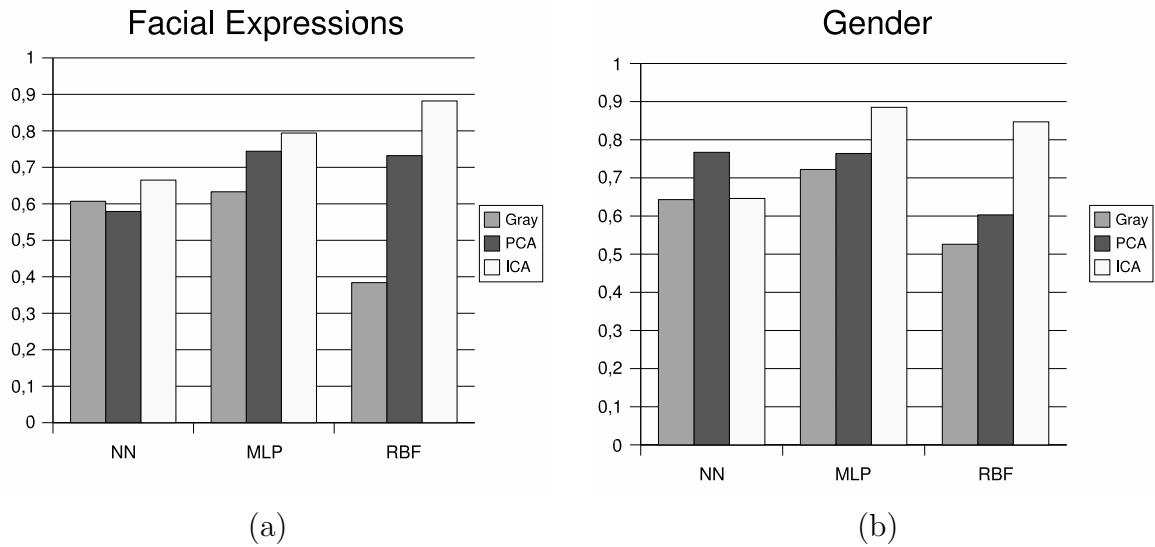 Facial Expressions
1
0,9
0,8
0,7
0,6
0,5
0,4
0,3
0,2
0,1
0
NN MLP RBF
Gray
PCA
ICA
(a)
Gender
1
0,9
0,8
0,7
0,6
0,5
0,4
0,3
0,2
0,1
0
NN MLP RBF
Gray
PCA
ICA
(b)